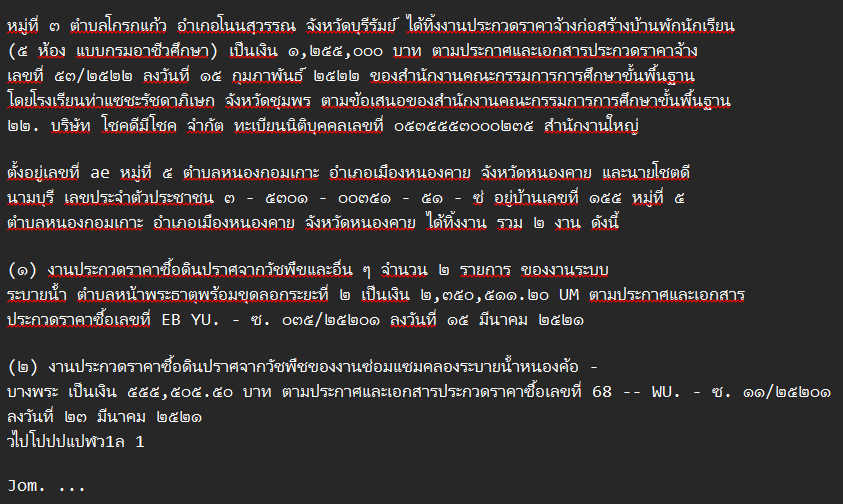 หมู่ที่ ๓ ตำบลโกรกแก้ว อำเภอโนนสุวรรณ จังหวัดบุรีรัมย์ ได้ทิ้งงานประกวดราคาจ้างก่อสร้างบ้านพักนักเรียน
(๕ ห้อง แบบกรมอาชีวศึกษา) เป็นเงิน ๑,๒๕๕,๐๐๐ บาท ตามประกาศและเอกสารประกวดราคาจ้าง
เลขที่ ๕๓/๒๕๒๒ ลงวันที่ ๑๕ กุมภาพันธ์ ๒๕๒๒ ของสำนักงานคณะกรรมการการศึกษาขั้นพื้นฐาน
โดยโรงเรียนท่าแซะรัชดาภิเษก จังหวัดชุมพร ตามข้อเสนอของสำนักงานคณะกรรมการการศึกษาขั้นพื้นฐาน
๒๒. บริษัท โชคดีมีโชค จำกัด ทะเบียนนิติบุคคลเลขที่ ๐๕๓๕๕๕๓๐๐๐๒๓๕ สำนักงานใหญ่
ตั้งอยู่เลขที่ ae หมู่ที่ ๕ ตำบลหนองกอมเกาะ อำเภอเมืองหนองคาย จังหวัดหนองคาย และนายโชตดี
นามบุรี เลขประจำตัวประชาชน ๓ - ๕3๐๑ - ๐๐๓๕๑ - ๕๑ - ซ่ อยู่บ้านเลขที่ ๑๕๕ หมู่ที่ ๕
ตำบลหนองกอมเกาะ อำเภอเมืองหนองคาย จังหวัดหนองคาย ได้ทิ้งงาน รวม ๒ งาน ดังนี้
(๑) งานประกวดราคาซื้อดินปราศจากวัชพืชและอื่น ๆ จำนวน ๒ รายการ ของงานระบบ
ระบายน้ำ ตำบลหน้าพระธาตุพร้อมขุดลอกระยะที่ ๒ เป็นเงิน ๒,๓๕๐,๕๑๑.๒๐ UM ตามประกาศและเอกสาร
ประกวดราคาซื้อเลขที่ EB YU. - ซ. ๐๓๕/๒๕๒๐๑ ลงวันที่ ๑๕ มีนาคม ๒๕๒๑
(๒) งานประกวดราคาซื้อดินปราศจากวัชพืชของงานซ่อมแซมคลองระบายน้ำหนองค้อ -
บางพระ เป็นเงิน ๕๕๕,๕๐๕.๕๐ บาท ตามประกาศและเอกสารประกวดราคาซื้อเลขที่ 68 -- WU. - ซ. ๑๑/๒๕๒๐๑
ลงวันที่ ๒๓ มีนาคม ๒๕๒๑
วไปโปปปแปฬว1ล 1
Jom. ...